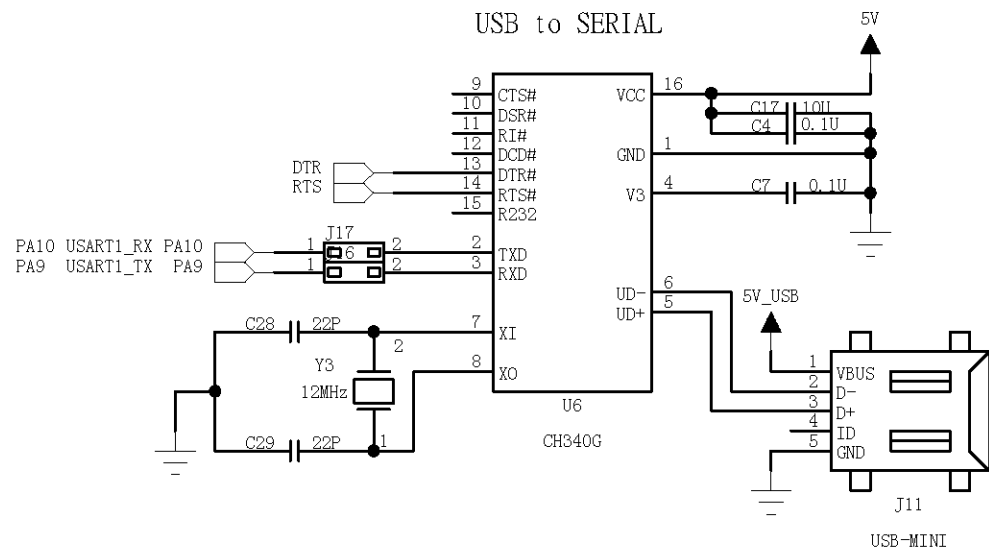 USB to SERIAL
5V
9 CTS#
10 DSR#
11 RI#
12 DCD#
DTR 13 DTR#
RTS 14 RTS#
15 R232
VCC 16
C17 10U
C4 0.1U
GND 1
V3 4 C7 0.1U
J17
PA10 USART1_RX PA10 1 2 2 TXD
PA9 USART1_TX PA9 1 2 3 RXD
UD- 6
UD+ 5
5V_USB
C28 22P 7 XI
2
Y3
12MHz
8 XO
C29 22P 1
U6
CH340G
1 VBUS
2 D-
3 D+
4 ID
5 GND
J11
USB-MINI